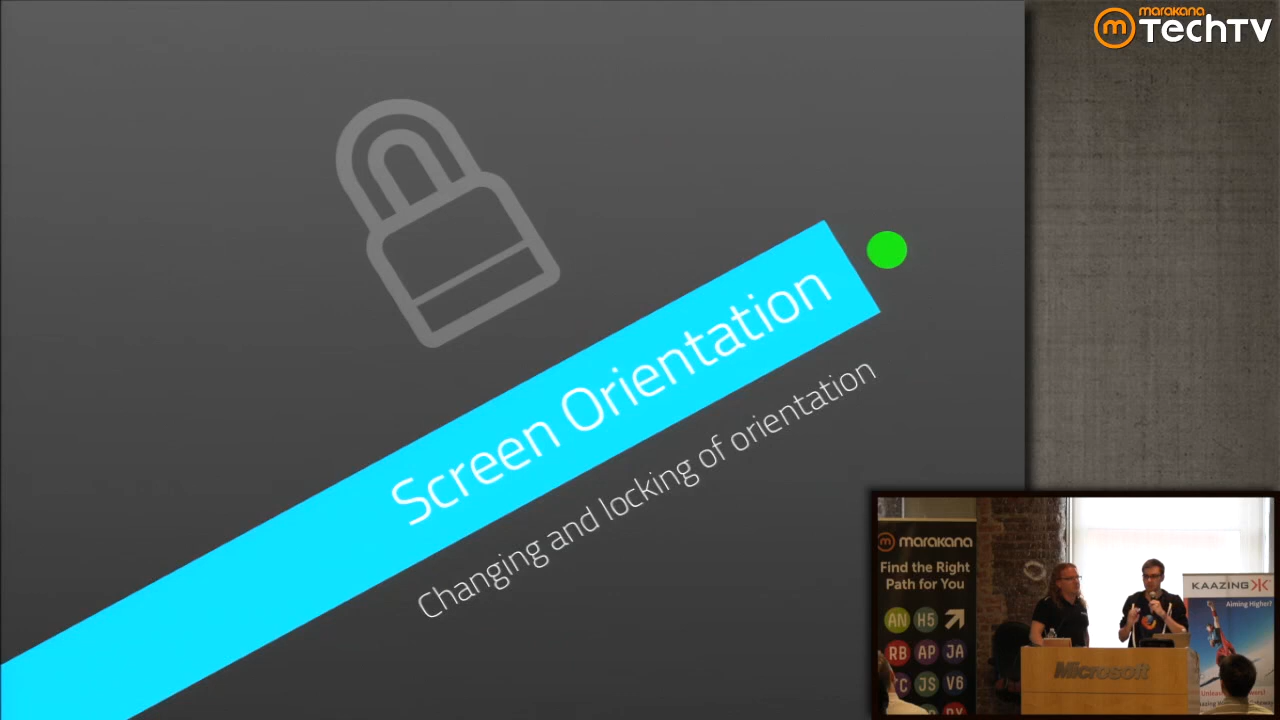 marakana
TechTV
Screen Orientation
Changing and locking of orientation
marakana
Find the Right
Path for You
AN H5
RB AP JA
JS V6
KAAZING
Aiming Higher?
Microsoft